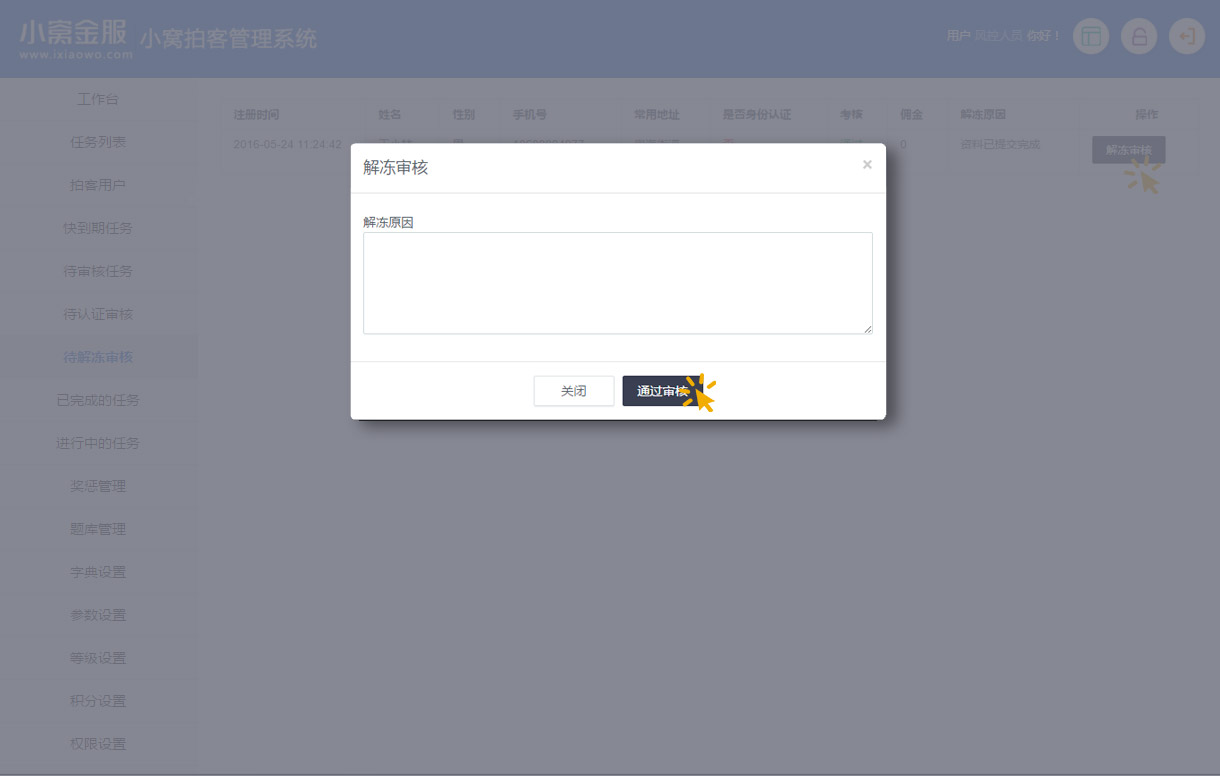 小窝金服
www.ixiaowo.com
小窝拍客管理系统
用户 风控人员 你好！
工作台
任务列表
拍客用户
快到期任务
待审核任务
待认证审核
待解冻审核
已完成的任务
进行中的任务
奖惩管理
题库管理
字典设置
参数设置
等级设置
积分设置
权限设置
注册时间 姓名 性别 手机号 常用地址 是否身份认证 考核 佣金 解冻原因 操作
2016-05-24 11:24:42 0 资料已提交完成 解冻审核
解冻审核
×
解冻原因
关闭 通过审核